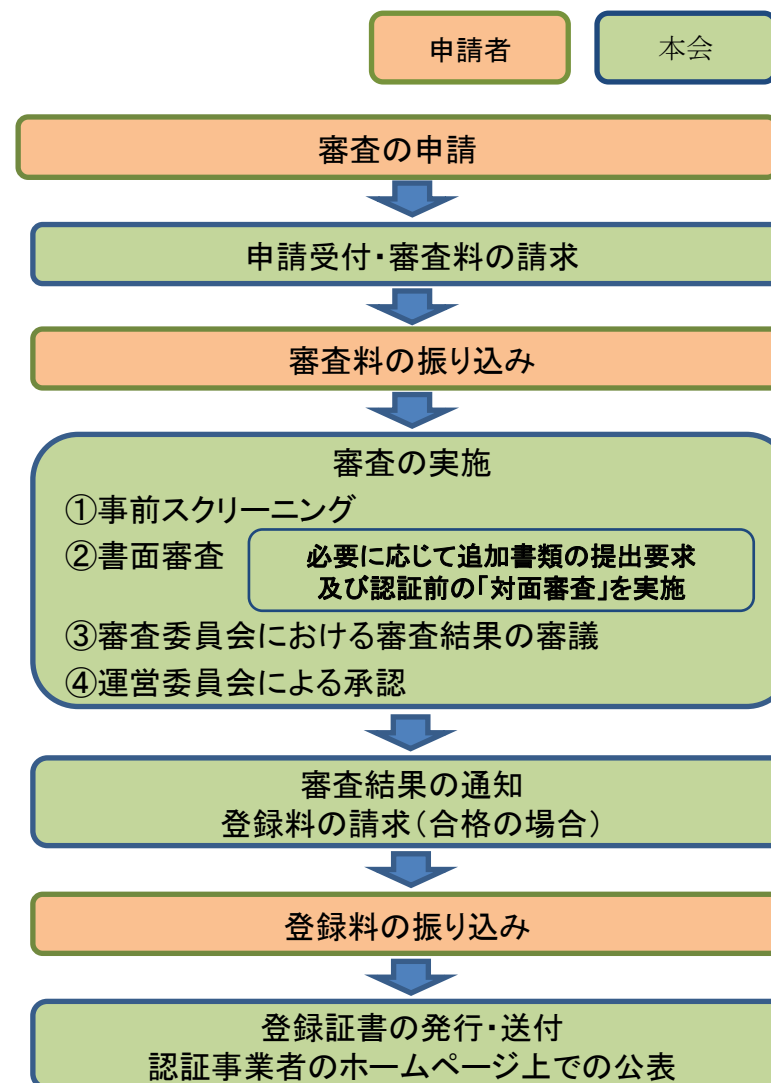 申請者
本会
審査の申請
申請受付・審査料の請求
審査料の振り込み
審査の実施
①事前スクリーニング
②書面審査
必要に応じて追加書類の提出要求
及び認証前の「対面審査」を実施
③審査委員会における審査結果の審議
④運営委員会による承認
審査結果の通知
登録料の請求(合格の場合)
登録料の振り込み
登録証書の発行・送付
認証事業者のホームページ上での公表